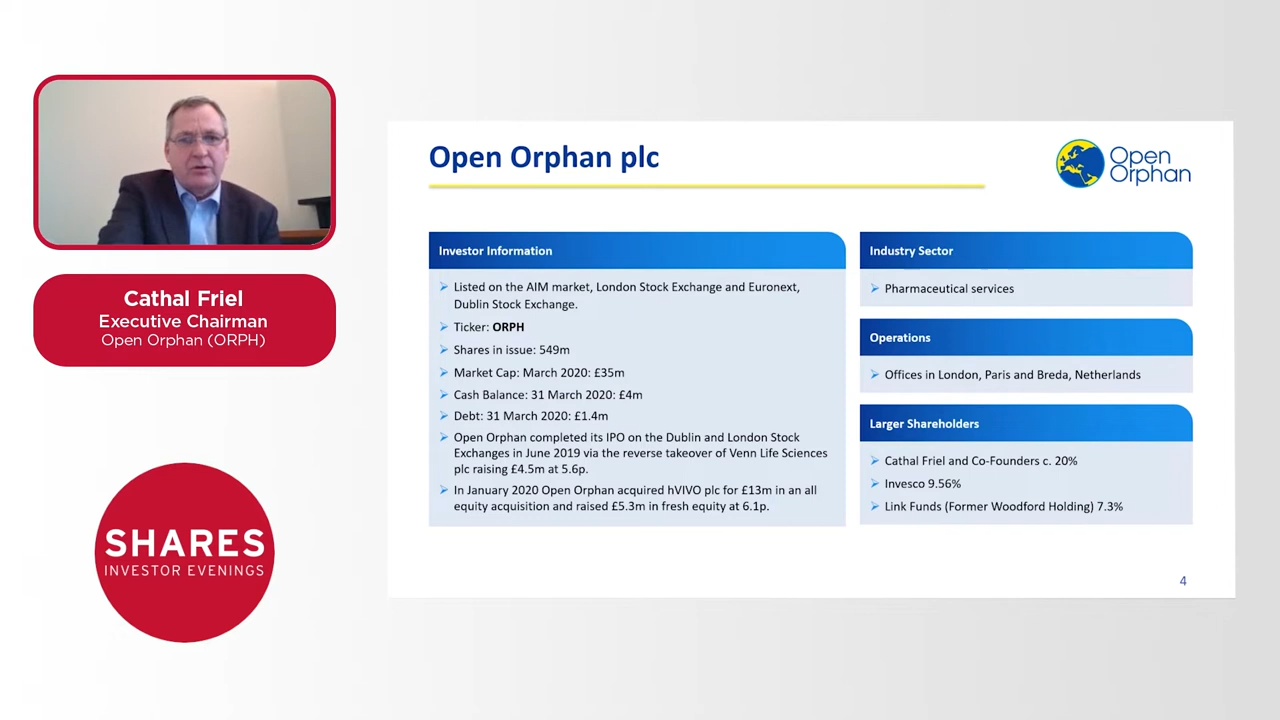 Cathal Friel
Executive Chairman
Open Orphan (ORPH)
SHARES
INVESTOR EVENINGS
Open Orphan plc
Open
Orphan
Investor Information
Listed on the AIM market, London Stock Exchange and Euronext,
Dublin Stock Exchange.
Ticker: ORPH
Shares in issue: 549m
Market Cap: March 2020: £35m
Cash Balance: 31 March 2020: £4m
Debt: 31 March 2020: £1.4m
Open Orphan completed its IPO on the Dublin and London Stock
Exchanges in June 2019 via the reverse takeover of Venn Life Sciences
plc raising £4.5m at 5.6p.
In January 2020 Open Orphan acquired hVIVO plc for £13m in an all
equity acquisition and raised £5.3m in fresh equity at 6.1p.
Industry Sector
Pharmaceutical services
Operations
Offices in London, Paris and Breda, Netherlands
Larger Shareholders
Cathal Friel and Co-Founders c. 20%
Invesco 9.56%
Link Funds (Former Woodford Holding) 7.3%
4